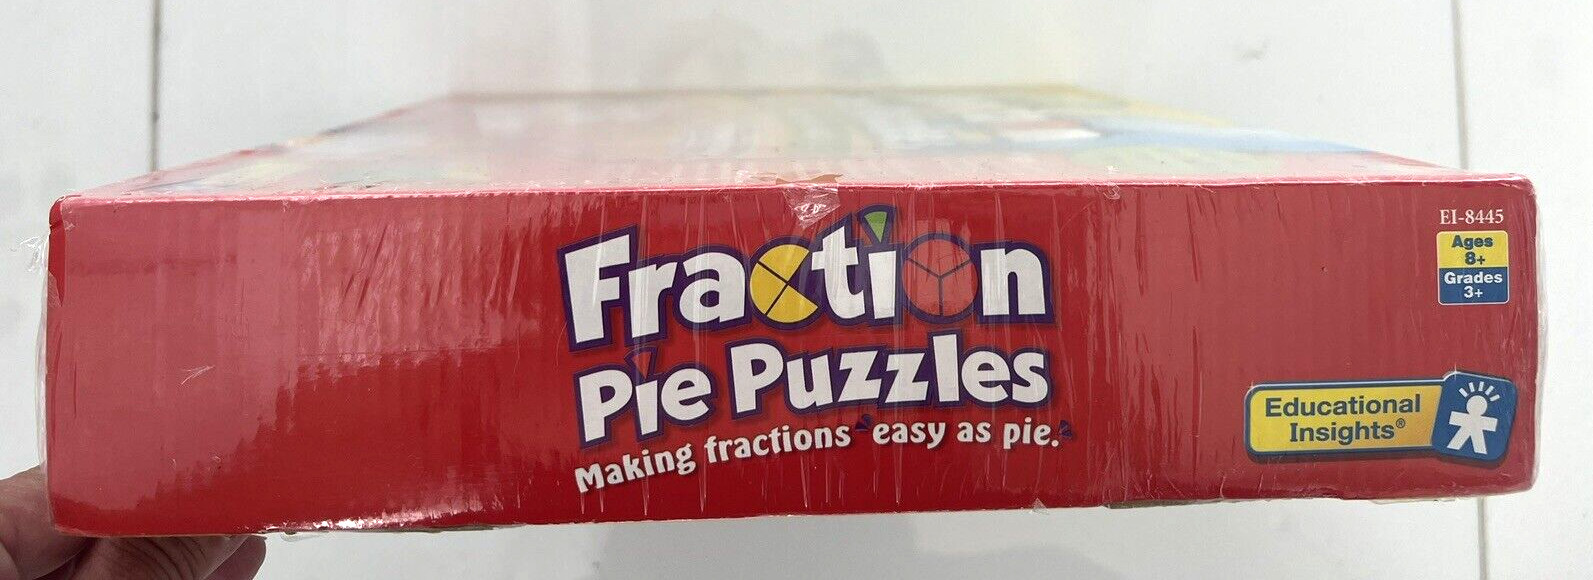 Fraction
Pie Puzzles
Making fractions "easy as pie."
EI-8445
Ages
8+
Grades
3+
Educational
Insights®